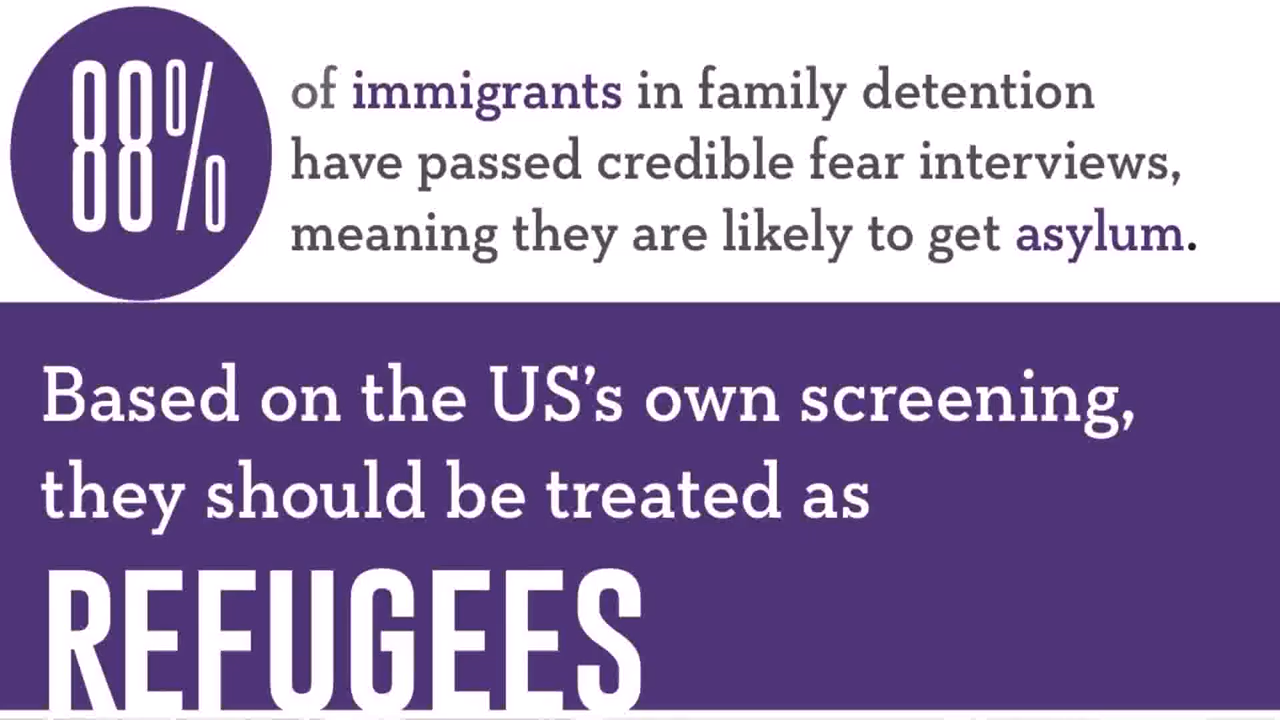 88%
of immigrants in family detention
have passed credible fear interviews,
meaning they are likely to get asylum.
Based on the US’s own screening,
they should be treated as
REFUGEES